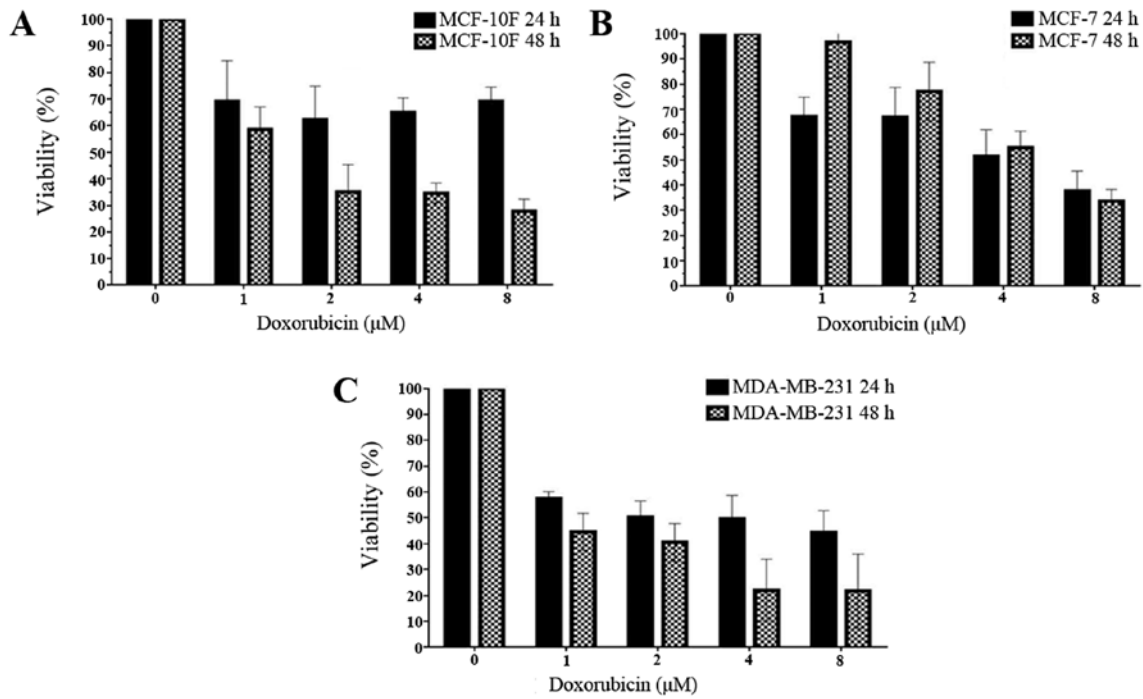 A
MCF-10F 24 h
MCF-10F 48 h
Viability (%)
100
90
80
70
60
50
40
30
20
10
0
0 1 2 4 8
Doxorubicin (μM)
B
MCF-7 24 h
MCF-7 48 h
Viability (%)
100
90
80
70
60
50
40
30
20
10
0
0 1 2 4 8
Doxorubicin (μM)
C
MDA-MB-231 24 h
MDA-MB-231 48 h
Viability (%)
100
90
80
70
60
50
40
30
20
10
0
0 1 2 4 8
Doxorubicin (μM)